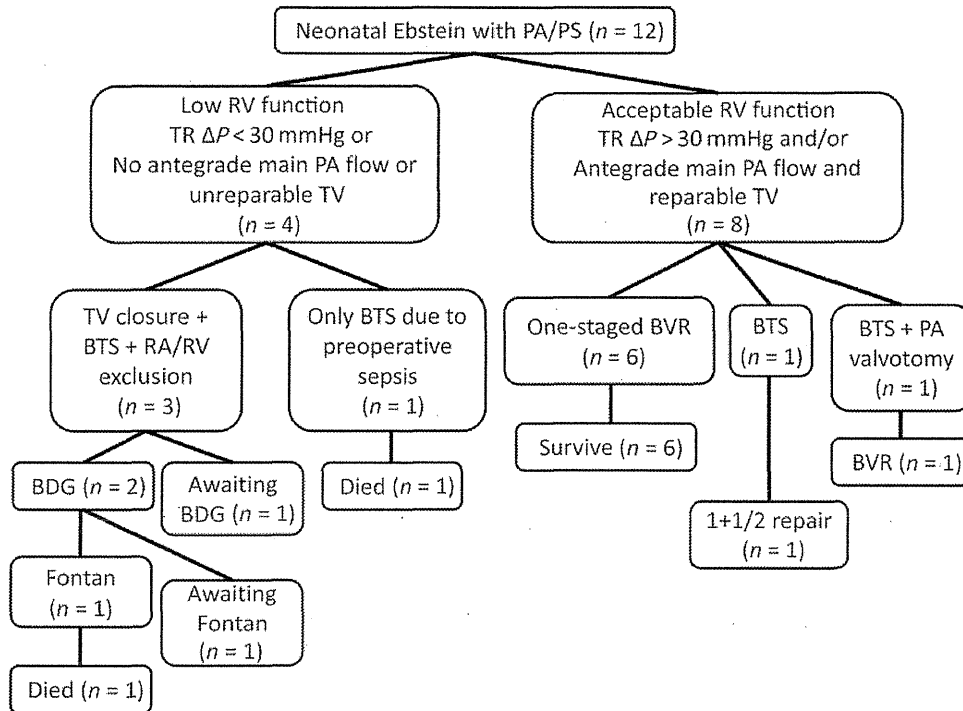 Neonatal Ebstein with PA/PS (n = 12)
Low RV function
TR ΔP < 30 mmHg or
No antegrade main PA flow or
unreparable TV
(n = 4)
Acceptable RV function
TR ΔP > 30 mmHg and/or
Antegrade main PA flow and
reparable TV
(n = 8)
TV closure +
BTS + RA/RV
exclusion
(n = 3)
Only BTS due to
preoperative
sepsis
(n = 1)
One-staged BVR
(n = 6)
BTS
(n = 1)
BTS + PA
valvotomy
(n = 1)
BDG (n = 2)
Awaiting
BDG (n = 1)
Died (n = 1)
Survive (n = 6)
BVR (n = 1)
1+1/2 repair
(n = 1)
Fontan
(n = 1)
Awaiting
Fontan
(n = 1)
Died (n = 1)